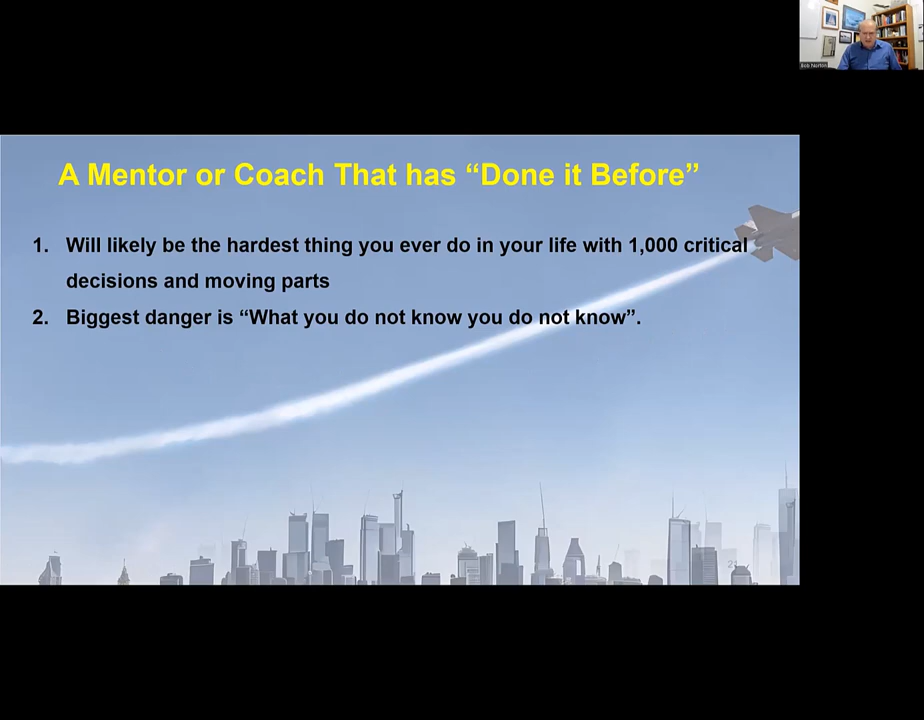 Bob Norton
A Mentor or Coach That has “Done it Before”
1. Will likely be the hardest thing you ever do in your life with 1,000 critical
decisions and moving parts
2. Biggest danger is “What you do not know you do not know”.